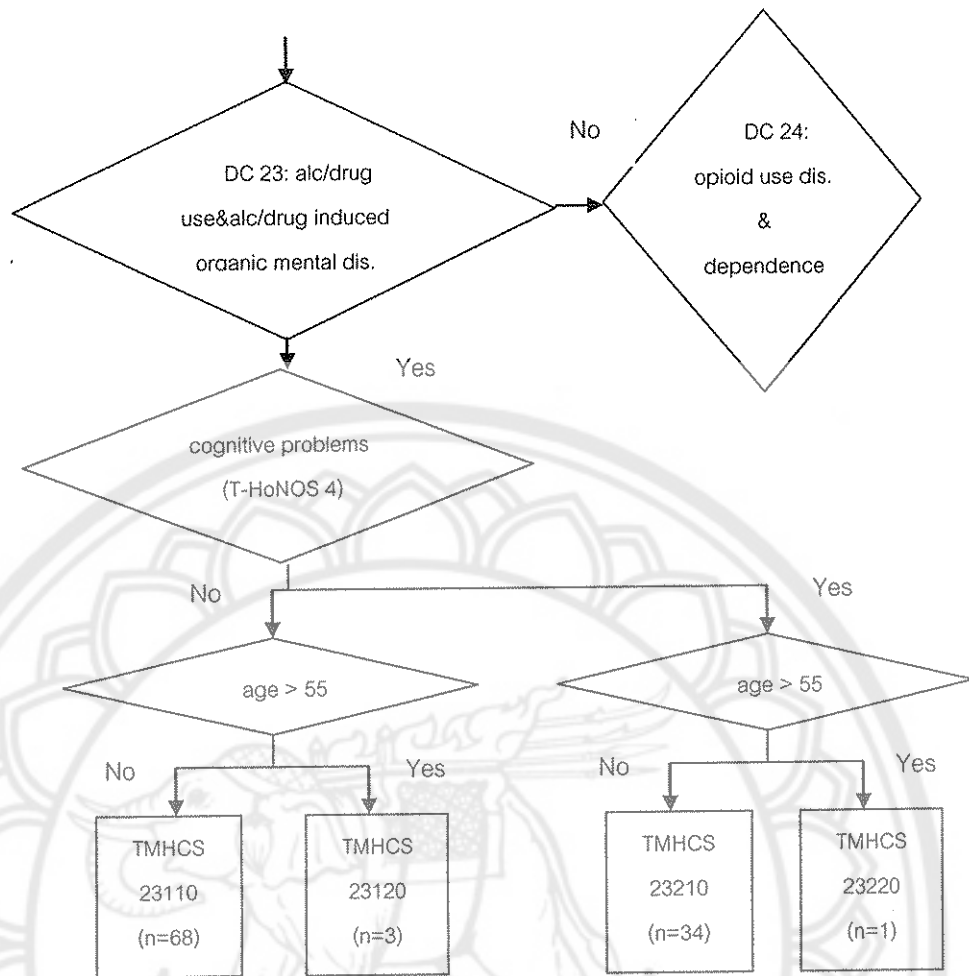 No
DC 23: alc/drug
use&alc/drug induced
organic mental dis.
DC 24:
opioid use dis.
&
dependence
Yes
cognitive problems
(T-HoNOS 4)
No
Yes
age > 55
age > 55
No
Yes
No
Yes
TMHCS
23110
(n=68)
TMHCS
23120
(n=3)
TMHCS
23210
(n=34)
TMHCS
23220
(n=1)